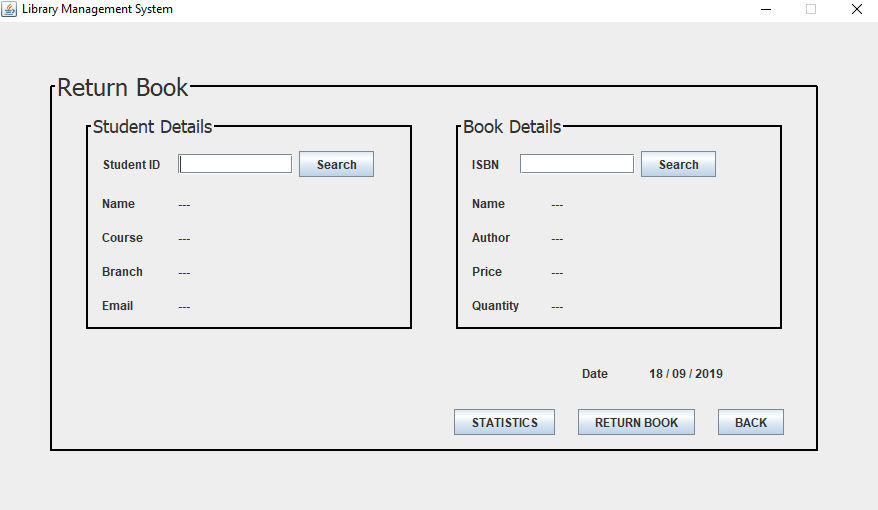 Library Management System
Return Book
Student Details
Student ID
Search
Name ---
Course ---
Branch ---
Email ---
Book Details
ISBN
Search
Name ---
Author ---
Price ---
Quantity ---
Date 18 / 09 / 2019
STATISTICS RETURN BOOK BACK